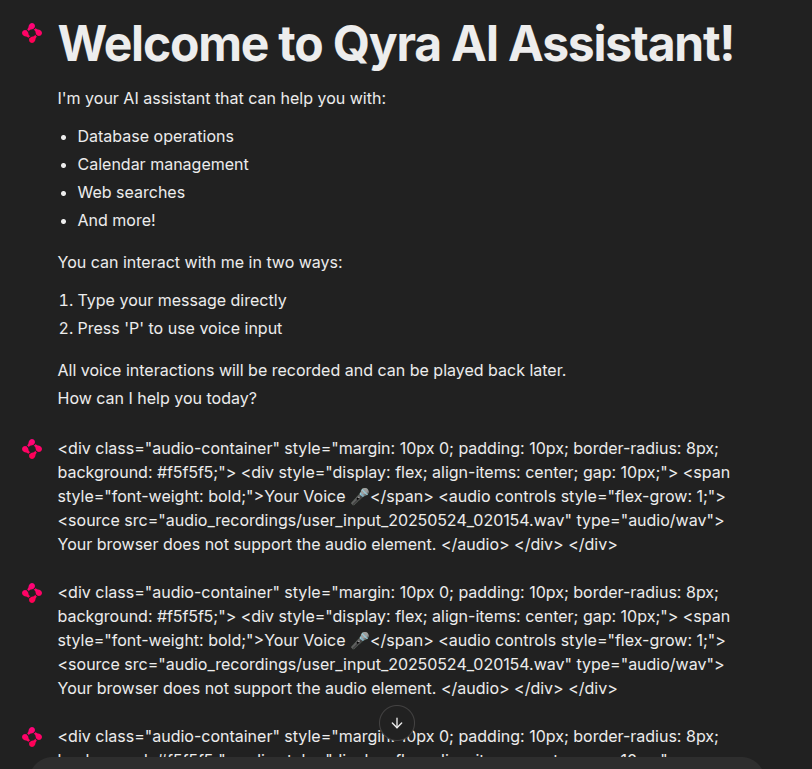 Welcome to Qyra AI Assistant!
I'm your AI assistant that can help you with:
• Database operations
• Calendar management
• Web searches
• And more!
You can interact with me in two ways:
1. Type your message directly
2. Press 'P' to use voice input
All voice interactions will be recorded and can be played back later.
How can I help you today?
<div class="audio-container" style="margin: 10px 0; padding: 10px; border-radius: 8px;
background: #f5f5f5;"> <div style="display: flex; align-items: center; gap: 10px;"> <span
style="font-weight: bold;">Your Voice 🎤</span> <audio controls style="flex-grow: 1;">
<source src="audio_recordings/user_input_20250524_020154.wav" type="audio/wav">
Your browser does not support the audio element. </audio> </div> </div>
<div class="audio-container" style="margin: 10px 0; padding: 10px; border-radius: 8px;
background: #f5f5f5;"> <div style="display: flex; align-items: center; gap: 10px;"> <span
style="font-weight: bold;">Your Voice 🎤</span> <audio controls style="flex-grow: 1;">
<source src="audio_recordings/user_input_20250524_020154.wav" type="audio/wav">
Your browser does not support the audio element. </audio> </div> </div>
<div class="audio-container" style="margin: 10px 0; padding: 10px; border-radius: 8px;